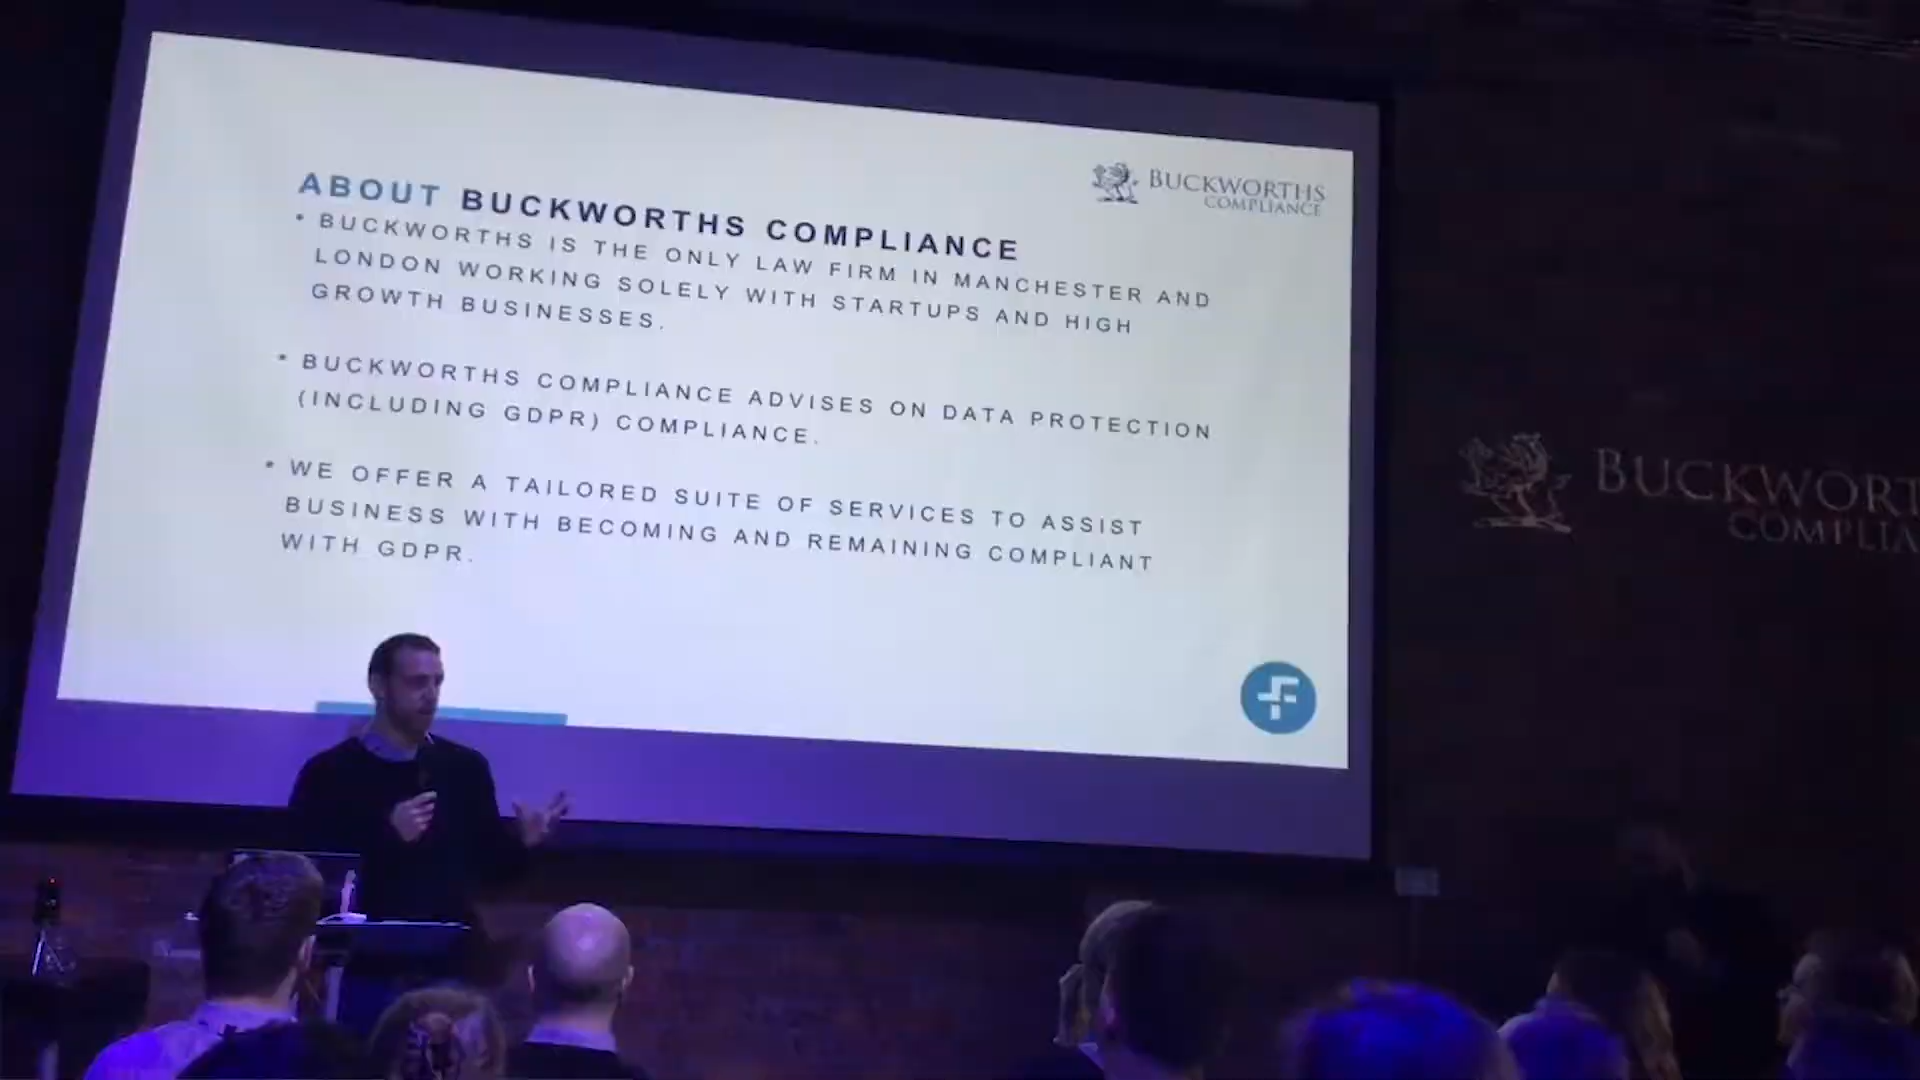 BUCKWORTHS
COMPLIANCE
ABOUT BUCKWORTHS COMPLIANCE
• BUCKWORTHS IS THE ONLY LAW FIRM IN MANCHESTER AND
LONDON WORKING SOLELY WITH STARTUPS AND HIGH
GROWTH BUSINESSES.
• BUCKWORTHS COMPLIANCE ADVISES ON DATA PROTECTION
(INCLUDING GDPR) COMPLIANCE.
• WE OFFER A TAILORED SUITE OF SERVICES TO ASSIST
BUSINESS WITH BECOMING AND REMAINING COMPLIANT
WITH GDPR.
F
BUCKWORT
COMPLIA